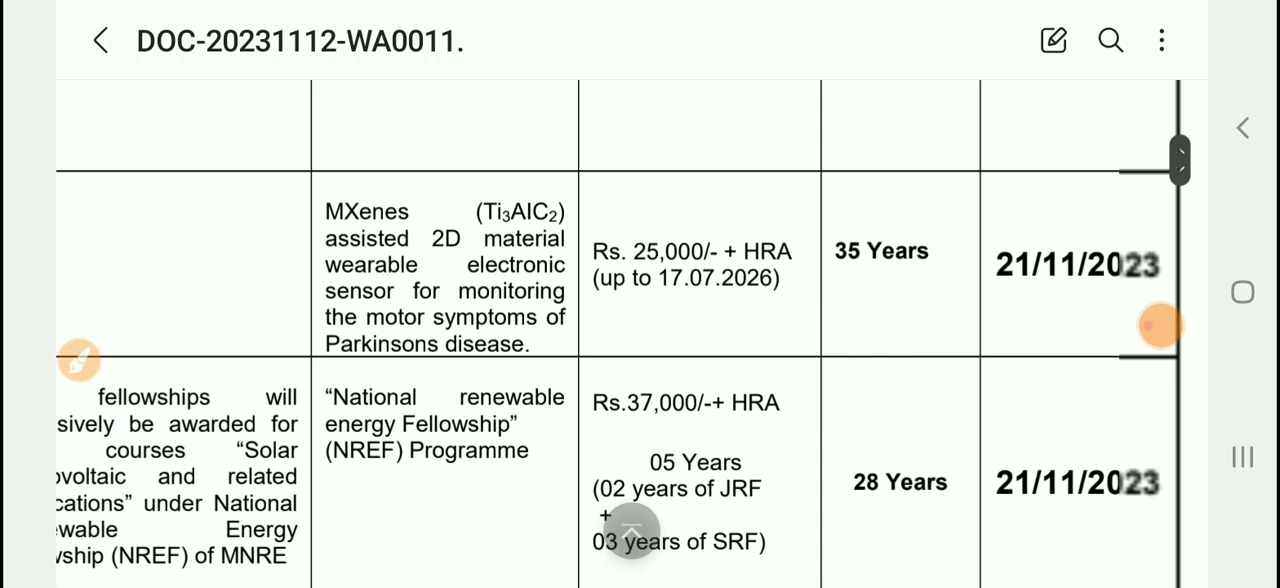 DOC-20231112-WA0011.
MXenes (Ti₃AlC₂)
assisted 2D material
wearable electronic
sensor for monitoring
the motor symptoms of
Parkinsons disease.
Rs. 25,000/- + HRA
(up to 17.07.2026)
35 Years
21/11/2023
fellowships will
sively be awarded for
courses “Solar
voltaic and related
cations” under National
wable Energy
wship (NREF) of MNRE
“National renewable
energy Fellowship”
(NREF) Programme
Rs.37,000/-+ HRA
05 Years
(02 years of JRF
+
03 years of SRF)
28 Years
21/11/2023